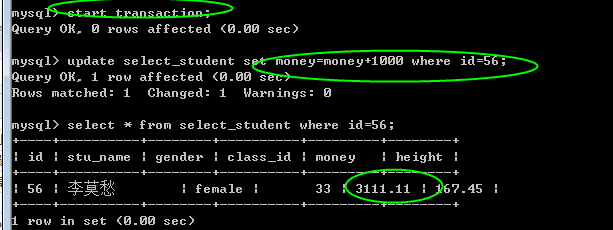 mysql> start transaction;
Query OK, 0 rows affected (0.00 sec)
mysql> update select_student set money=money+1000 where id=56;
Query OK, 1 row affected (0.00 sec)
Rows matched: 1  Changed: 1  Warnings: 0
mysql> select * from select_student where id=56;
+----+----------+--------+----------+---------+--------+
| id | stu_name | gender | class_id | money   | height |
+----+----------+--------+----------+---------+--------+
| 56 | 李莫愁 | female | 33 | 3111.11 | 167.45 |
+----+----------+--------+----------+---------+--------+
1 row in set (0.00 sec)